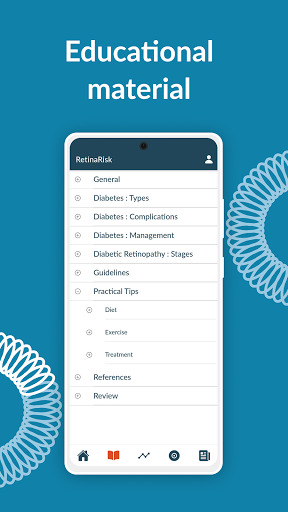 Educational
material
RetinaRisk
General
Diabetes : Types
Diabetes : Complications
Diabetes : Management
Diabetic Retinopathy : Stages
Guidelines
Practical Tips
Diet
Exercise
Treatment
References
Review